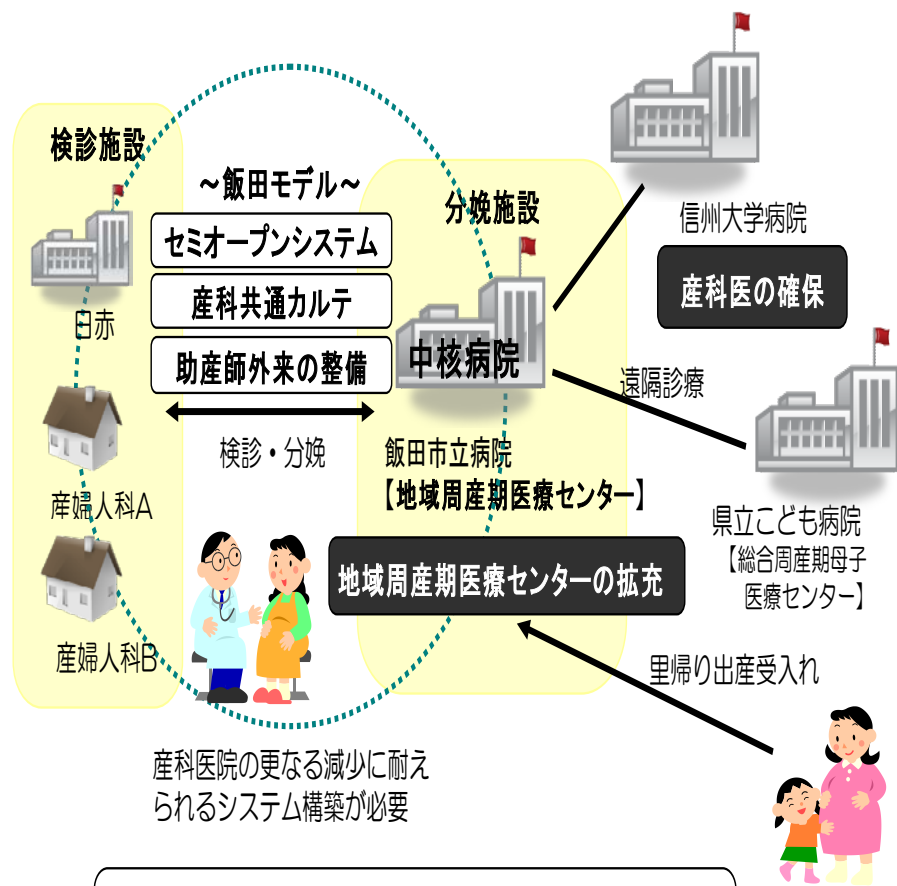 検診施設
日赤
産婦人科A
産婦人科B
～飯田モデル～
セミオープンシステム
産科共通カルテ
助産師外来の整備
検診・分娩
分娩施設
中核病院
飯田市立病院
【地域周産期医療センター】
地域周産期医療センターの拡充
信州大学病院
産科医の確保
遠隔診療
県立こども病院
【総合周産期母子
医療センター】
里帰り出産受入れ
産科医院の更なる減少に耐え
られるシステム構築が必要